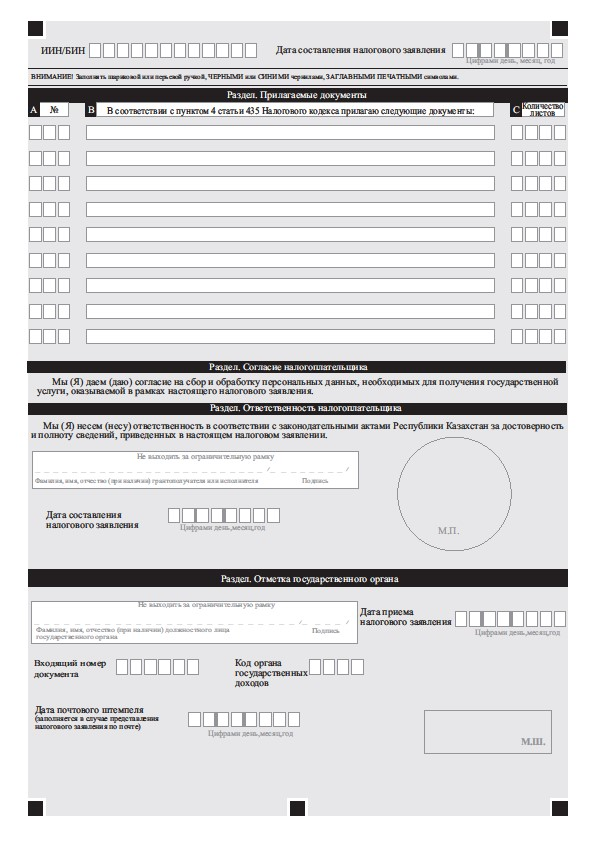 ИИН/БИН Дата составления налогового заявления
Цифрами день, месяц, год
ВНИМАНИЕ! Заполнять шариковой или перьевой ручкой, ЧЕРНЫМИ или СИНИМИ чернилами, ЗАГЛАВНЫМИ ПЕЧАТНЫМИ символами.
Раздел. Прилагаемые документы
A № B В соответствии с пунктом 4 статьи 435 Налогового кодекса прилагаю следующие документы: C Количество
листов
Раздел. Согласие налогоплательщика
Мы (Я) даем (даю) согласие на сбор и обработку персональных данных, необходимых для получения государственной
услуги, оказываемой в рамках настоящего налогового заявления.
Раздел. Ответственность налогоплательщика
Мы (Я) несем (несу) ответственность в соответствии с законодательными актами Республики Казахстан за достоверность
и полноту сведений, приведенных в настоящем налоговом заявлении.
Не выходить за ограничительную рамку
Фамилия, имя, отчество (при наличии) грантополучателя или исполнителя Подпись
Дата составления
налогового заявления
Цифрами день,месяц,год
М.П.
Раздел. Отметка государственного органа
Не выходить за ограничительную рамку
Фамилия, имя, отчество (при наличии) должностного лица
государственного органа
Подпись
Дата приема
налогового заявления
Цифрами день,месяц,год
Входящий номер
документа
Код органа
государственных
доходов
Дата почтового штемпеля
(заполняется в случае представления
налогового заявления по почте)
Цифрами день,месяц,год
М.Ш.